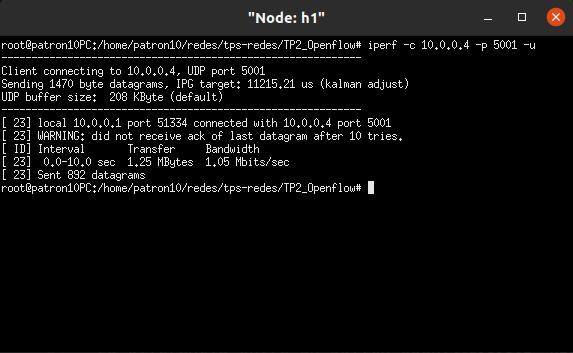 "Node: h1"
root@patron10PC:/home/patron10/redes/tps-redes/TP2_Openflow# iperf -c 10.0.0.4 -p 5001 -u
------------------------------------------------------------
Client connecting to 10.0.0.4, UDP port 5001
Sending 1470 byte datagrams, IPG target: 11215.21 us (kalman adjust)
UDP buffer size:  208 KByte (default)
------------------------------------------------------------
[ 23] local 10.0.0.1 port 51334 connected with 10.0.0.4 port 5001
[ 23] WARNING: did not receive ack of last datagram after 10 tries.
[ ID] Interval       Transfer     Bandwidth
[ 23]  0.0-10.0 sec  1.25 MBytes  1.05 Mbits/sec
[ 23] Sent 892 datagrams
root@patron10PC:/home/patron10/redes/tps-redes/TP2_Openflow#